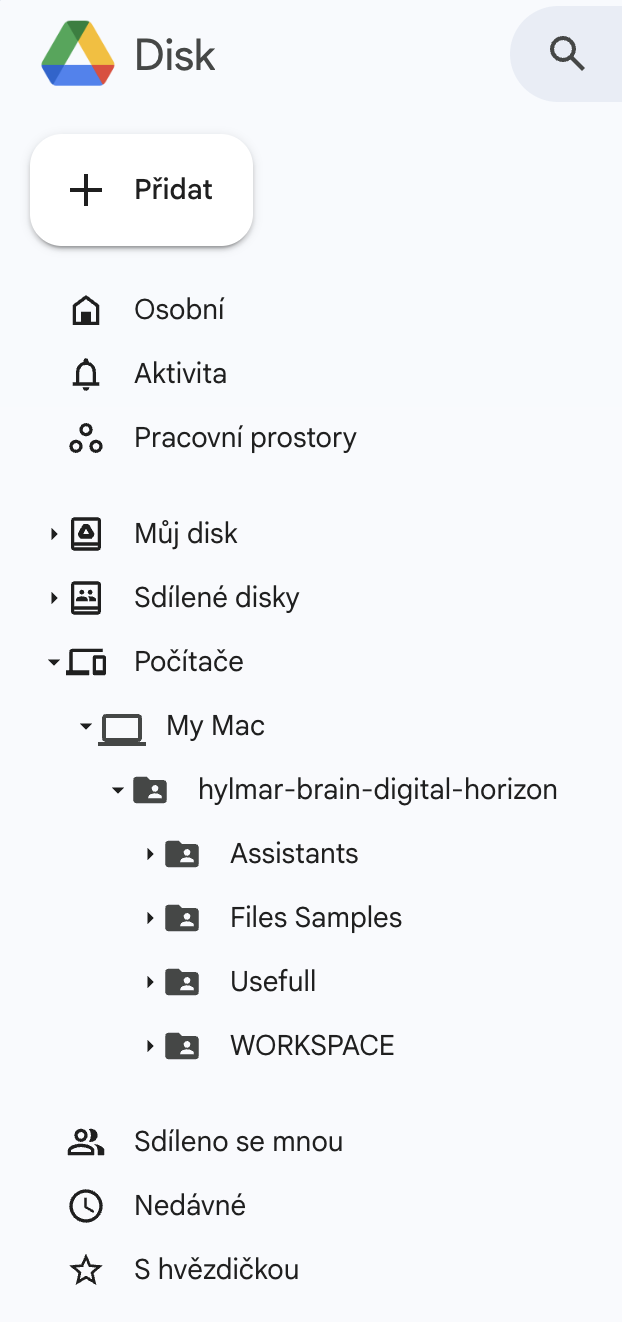 Disk
Přidat
Osobní
Aktivita
Pracovní prostory
Můj disk
Sdílené disky
Počítače
My Mac
hylmar-brain-digital-horizon
Assistants
Files Samples
Usefull
WORKSPACE
Sdíleno se mnou
Nedávné
S hvězdičkou